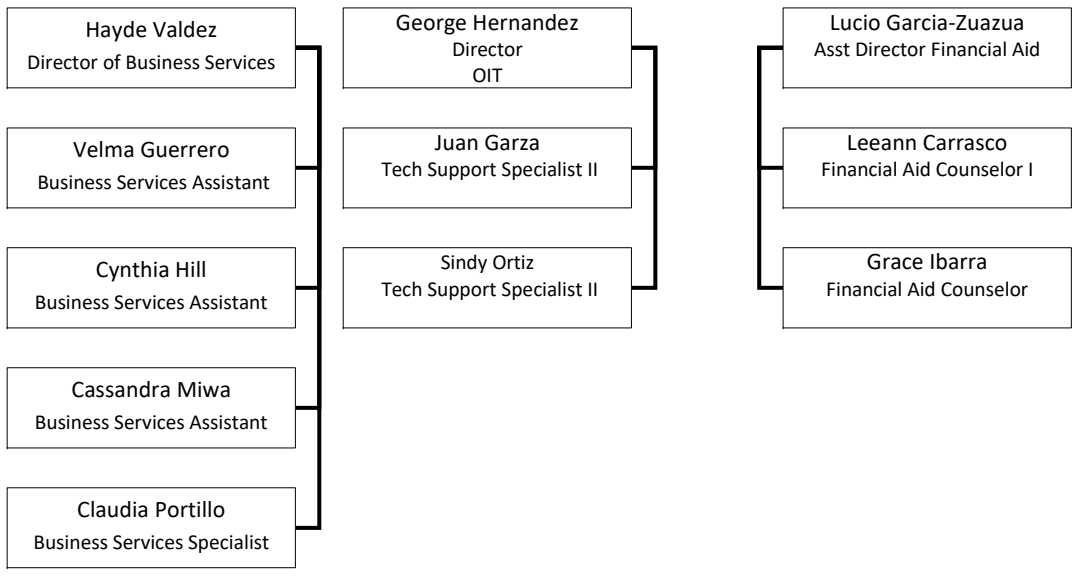 Hayde Valdez
Director of Business Services
Velma Guerrero
Business Services Assistant
Cynthia Hill
Business Services Assistant
Cassandra Miwa
Business Services Assistant
Claudia Portillo
Business Services Specialist
George Hernandez
Director
OIT
Juan Garza
Tech Support Specialist II
Sindy Ortiz
Tech Support Specialist II
Lucio Garcia-Zuazua
Asst Director Financial Aid
Leeann Carrasco
Financial Aid Counselor I
Grace Ibarra
Financial Aid Counselor